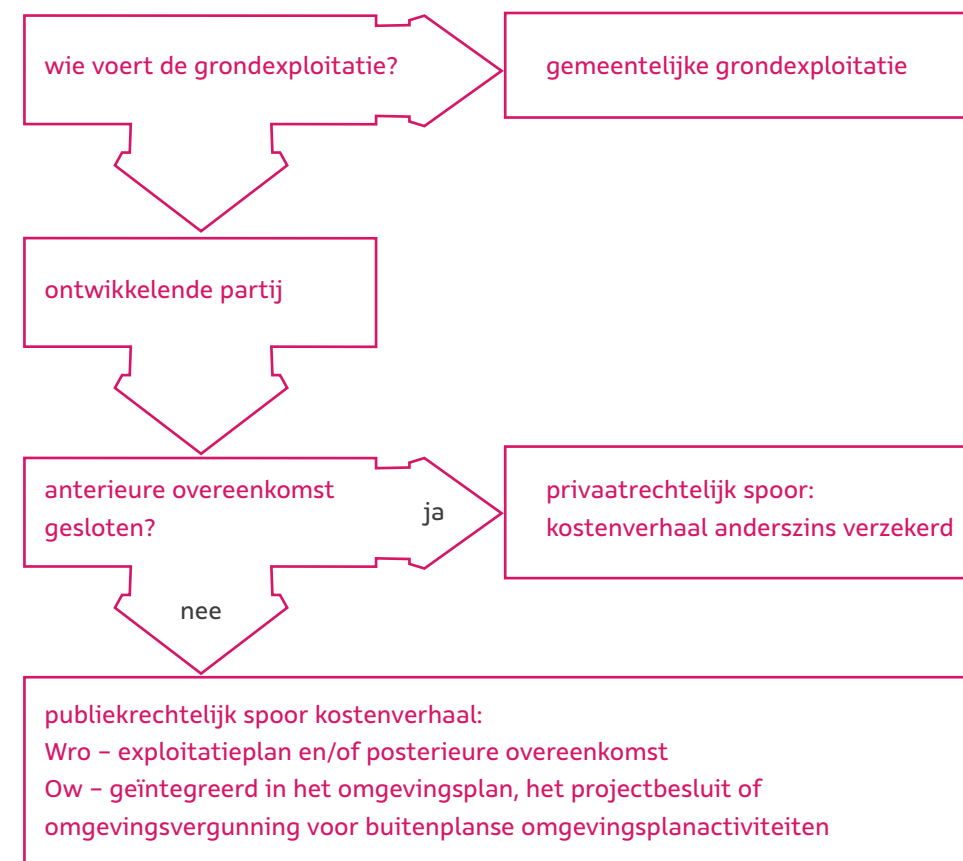 wie voert de grondexploitatie?
gemeentelijke grondexploitatie
ontwikkelende partij
anterieure overeenkomst
gesloten?
ja
privaatrechtelijk spoor:
kostenverhaal anderszins verzekerd
nee
publiekrechtelijk spoor kostenverhaal:
Wro – exploitatieplan en/of posterieure overeenkomst
Ow – geïntegreerd in het omgevingsplan, het projectbesluit of
omgevingsvergunning voor buitenplanse omgevingsplanactiviteiten